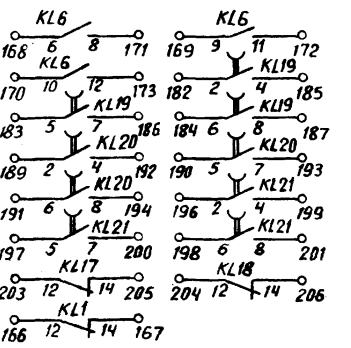 KL6 KL6
168 6 8 171 169 9 11 172
KL6 KL19
170 10 12 173 182 2 4 185
KL19 KL19
183 5 7 186 184 6 8 187
KL20 KL20
189 2 4 192 190 5 7 193
KL20 KL21
191 6 8 194 196 2 4 199
KL21 KL21
197 5 7 200 198 6 8 201
KL17 KL18
203 12 14 205 204 12 14 206
KL1
166 12 14 167